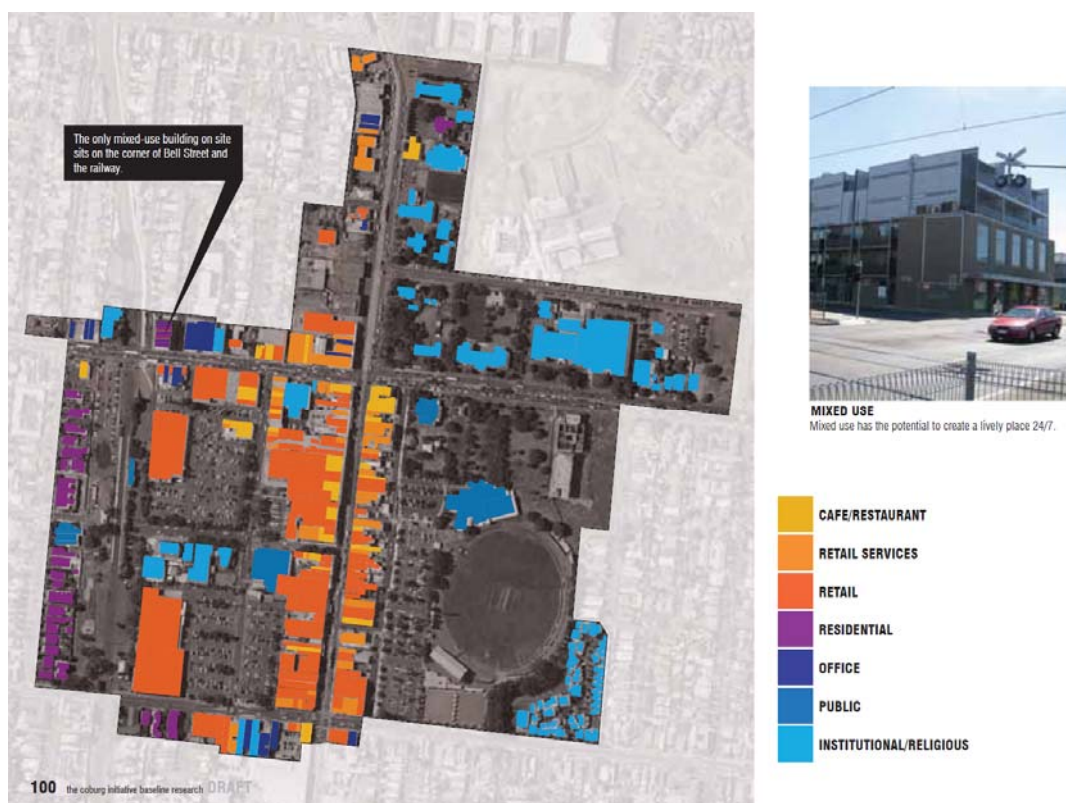 The only mixed-use building on site
sits on the corner of Bell Street and
the railway.
MIXED USE
Mixed use has the potential to create a lively place 24/7.
CAFE/RESTAURANT
RETAIL SERVICES
RETAIL
RESIDENTIAL
OFFICE
PUBLIC
INSTITUTIONAL/RELIGIOUS
100 the coburg initiative baseline research DRAFT